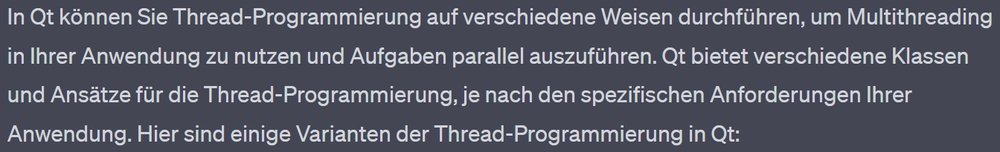 In Qt können Sie Thread-Programmierung auf verschiedene Weisen durchführen, um Multithreading
in Ihrer Anwendung zu nutzen und Aufgaben parallel auszuführen. Qt bietet verschiedene Klassen
und Ansätze für die Thread-Programmierung, je nach den spezifischen Anforderungen Ihrer
Anwendung. Hier sind einige Varianten der Thread-Programmierung in Qt: